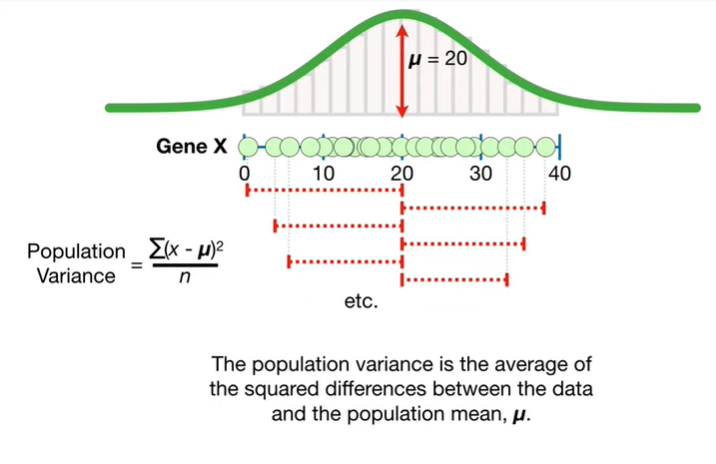 μ = 20
Gene X
0 10 20 30 40
Population Variance = Σ(x - μ)² / n
etc.
The population variance is the average of
the squared differences between the data
and the population mean, μ.